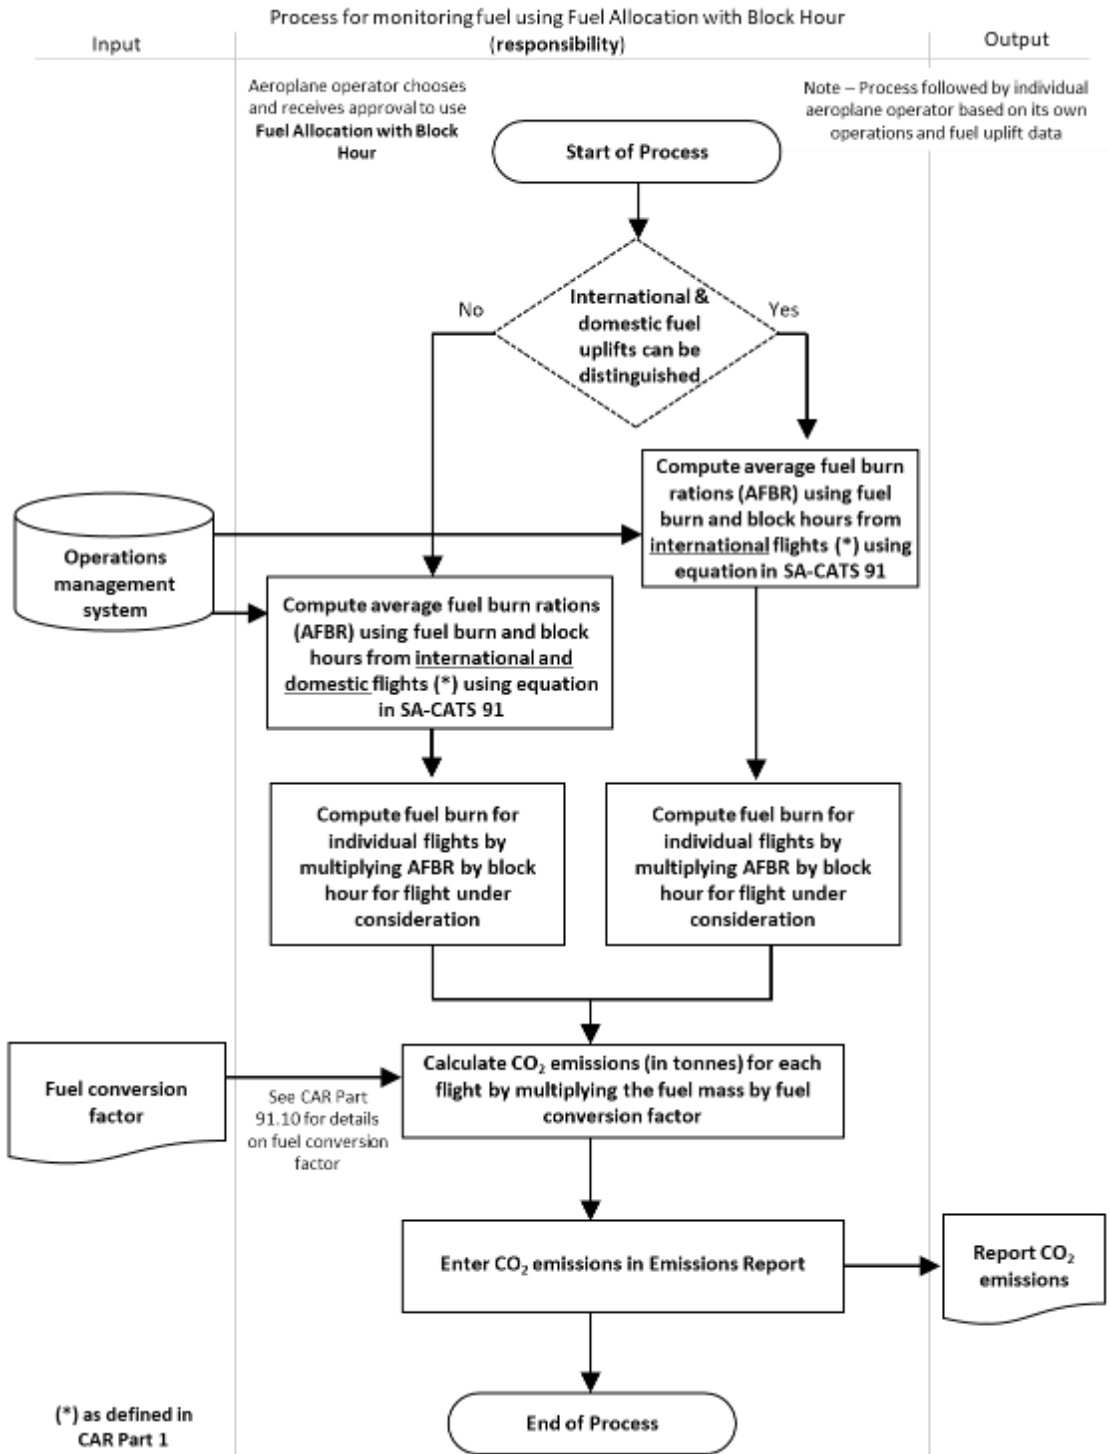 Process for monitoring fuel using Fuel Allocation with Block Hour
(responsibility)
Input
Output
Aeroplane operator chooses
and receives approval to use
Fuel Allocation with Block
Hour
Note – Process followed by individual
aeroplane operator based on its own
operations and fuel uplift data
Start of Process
International &
domestic fuel
uplifts can be
distinguished
No
Yes
Compute average fuel burn
rations (AFBR) using fuel
burn and block hours from
international flights (*) using
equation in SA-CATS 91
Operations
management
system
Compute average fuel burn rations
(AFBR) using fuel burn and block
hours from international and
domestic flights (*) using equation
in SA-CATS 91
Compute fuel burn for
individual flights by
multiplying AFBR by block
hour for flight under
consideration
Compute fuel burn for
individual flights by
multiplying AFBR by block
hour for flight under
consideration
Fuel conversion
factor
See CAR Part
91.10 for details
on fuel conversion
factor
Calculate CO₂ emissions (in tonnes) for each
flight by multiplying the fuel mass by fuel
conversion factor
Enter CO₂ emissions in Emissions Report
Report CO₂
emissions
End of Process
(*) as defined in
CAR Part 1